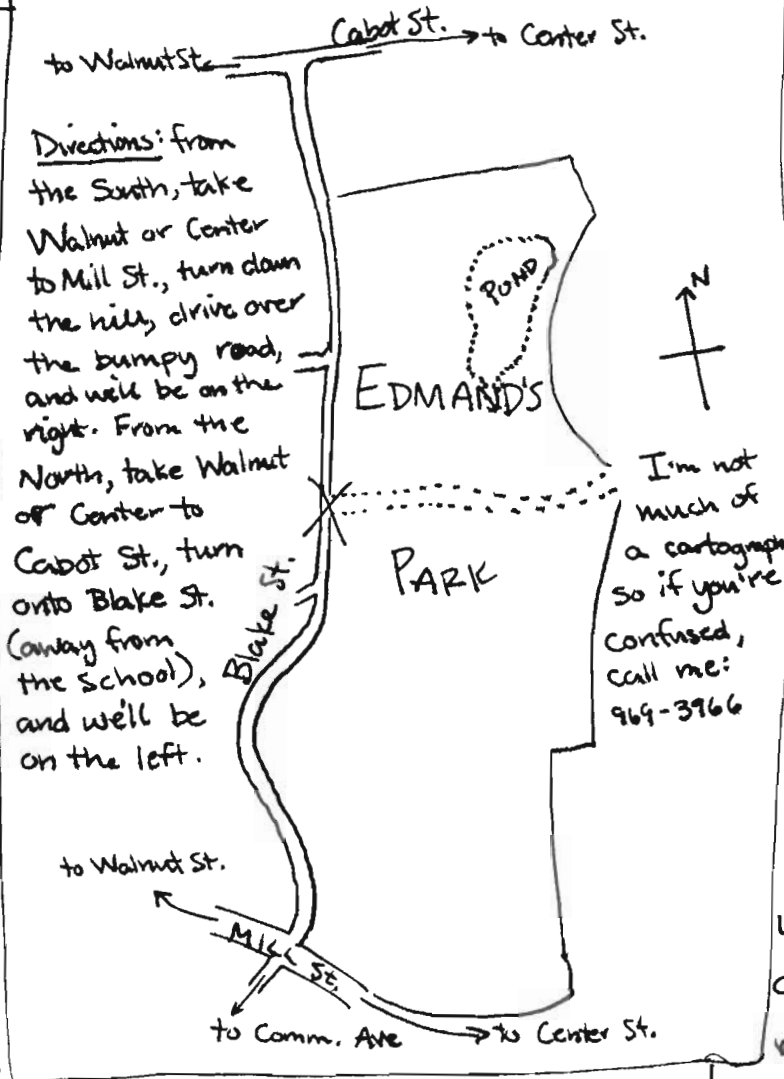 Cabot St.
to Center St.
to Walnut St.
Directions: from
the South, take
Walnut or Center
to Mill St., turn down
the hill, drive over
the bumpy road,
and we'll be on the
right. From the
North, take Walnut
or Center to
Cabot St., turn
onto Blake St.
(away from
the school),
and we'll be
on the left.
N
POND
EDMAND'S
PARK
Blake St.
I'm not
much of
a cartograph
so if you're
confused,
call me:
969-3966
to Walnut St.
Mill St.
to Comm. Ave
to Center St.